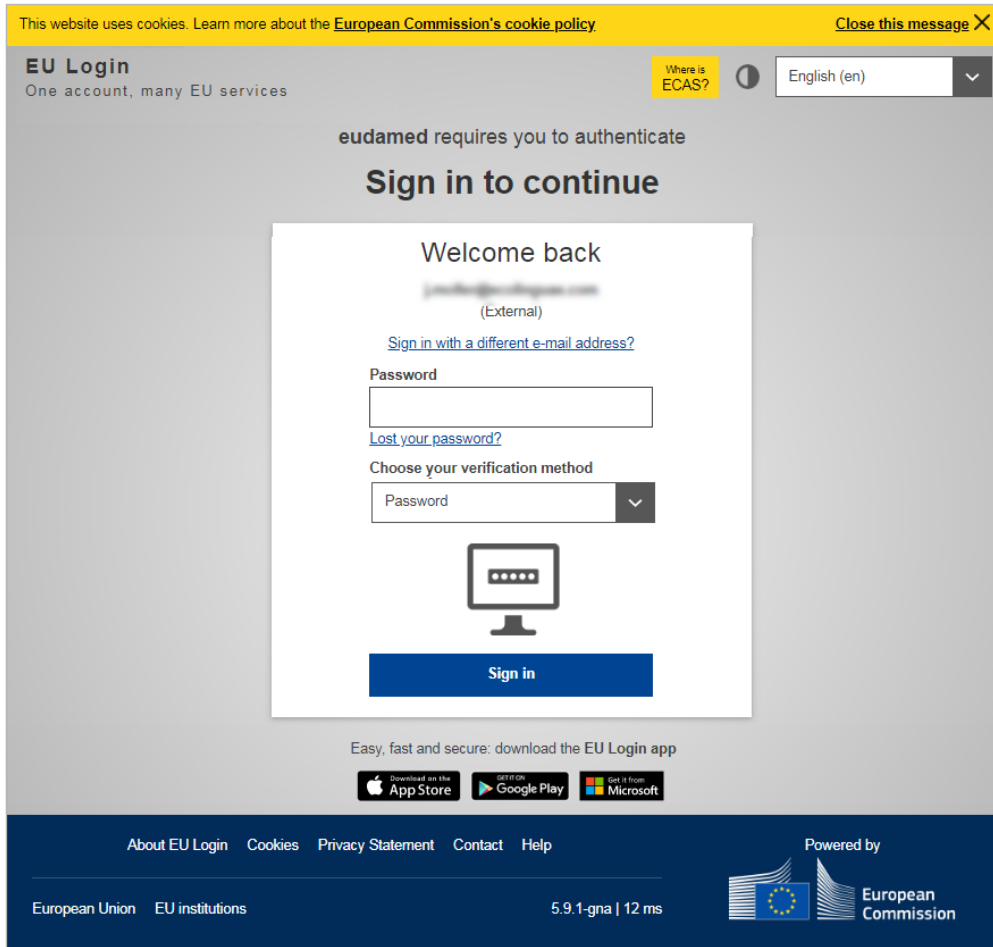 This website uses cookies. Learn more about the European Commission's cookie policy
Close this message
EU Login
One account, many EU services
Where is
ECAS?
English (en)
eudamed requires you to authenticate
Sign in to continue
Welcome back
(External)
Sign in with a different e-mail address?
Password
Lost your password?
Choose your verification method
Password
Sign in
Easy, fast and secure: download the EU Login app
Download on the
App Store
GET IT ON
Google Play
Get it from
Microsoft
About EU Login Cookies Privacy Statement Contact Help
Powered by
European Union EU institutions
5.9.1-gna | 12 ms
European
Commission